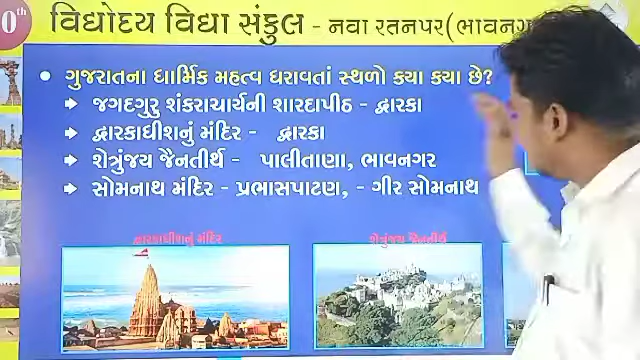 0th વિદ્યોદય વિદ્યા સંકુલ - નવા રતનપર(ભાવનગ
ગુજરાતના ધાર્મિક મહત્વ ધરાવતાં સ્થળો કયા કયા છે?
જગદગુરુ શંકરાચાર્યની શારદાપીઠ - દ્વારકા
દ્વારકાધીશનું મંદિર - દ્વારકા
શેત્રુંજય જૈનતીર્થ - પાલીતાણા, ભાવનગર
સોમનાથ મંદિર - પ્રભાસપાટણ, - ગીર સોમનાથ
દ્વારકાધીશનું મંદિર
શેત્રુંજય જૈનતીર્થ